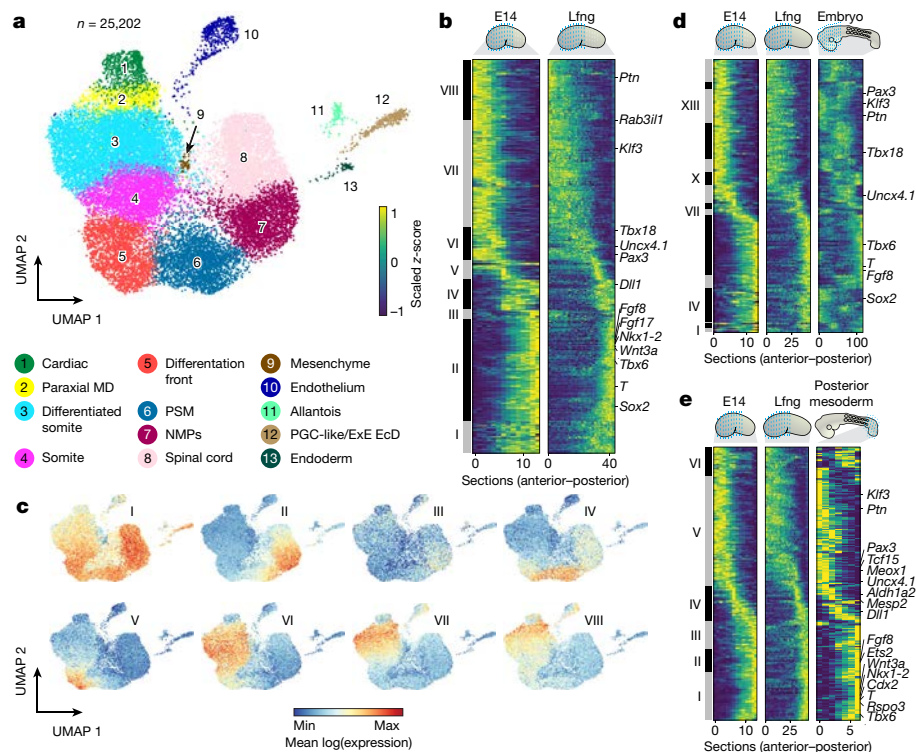 a
n = 25,202
1
2
3
4
5
6
7
8
9
10
11
12
13
1
0
−1
Scaled z-score
UMAP 2
UMAP 1
1 Cardiac
2 Paraxial MD
3 Differentiated
somite
4 Somite
5 Differentation
front
6 PSM
7 NMPs
8 Spinal cord
9 Mesenchyme
10 Endothelium
11 Allantois
12 PGC-like/ExE EcD
13 Endoderm
b
E14
Lfng
VIII
VII
VI
V
IV
III
II
I
Ptn
Rab3il1
Klf3
Tbx18
Uncx4.1
Pax3
Dll1
Fgf8
Fgf17
Nkx1-2
Wnt3a
Tbx6
T
Sox2
0
10
0
40
Sections (anterior–posterior)
c
I
II
III
IV
V
VI
VII
VIII
UMAP 2
UMAP 1
Min
Max
Mean log(expression)
d
E14
Lfng
Embryo
XIII
X
VII
IV
I
Pax3
Klf3
Ptn
Tbx18
Uncx4.1
Tbx6
T
Fgf8
Sox2
0
10
25
0
100
Sections (anterior–posterior)
e
E14
Lfng
Posterior
mesoderm
VI
V
IV
III
II
I
Klf3
Ptn
Pax3
Tcf15
Meox1
Uncx4.1
Aldh1a2
Mesp2
Dll1
Fgf8
Ets2
Wnt3a
Nkx1-2
Cdx2
T
Rspo3
Tbx6
0
10
25
0
5
Sections (anterior–posterior)